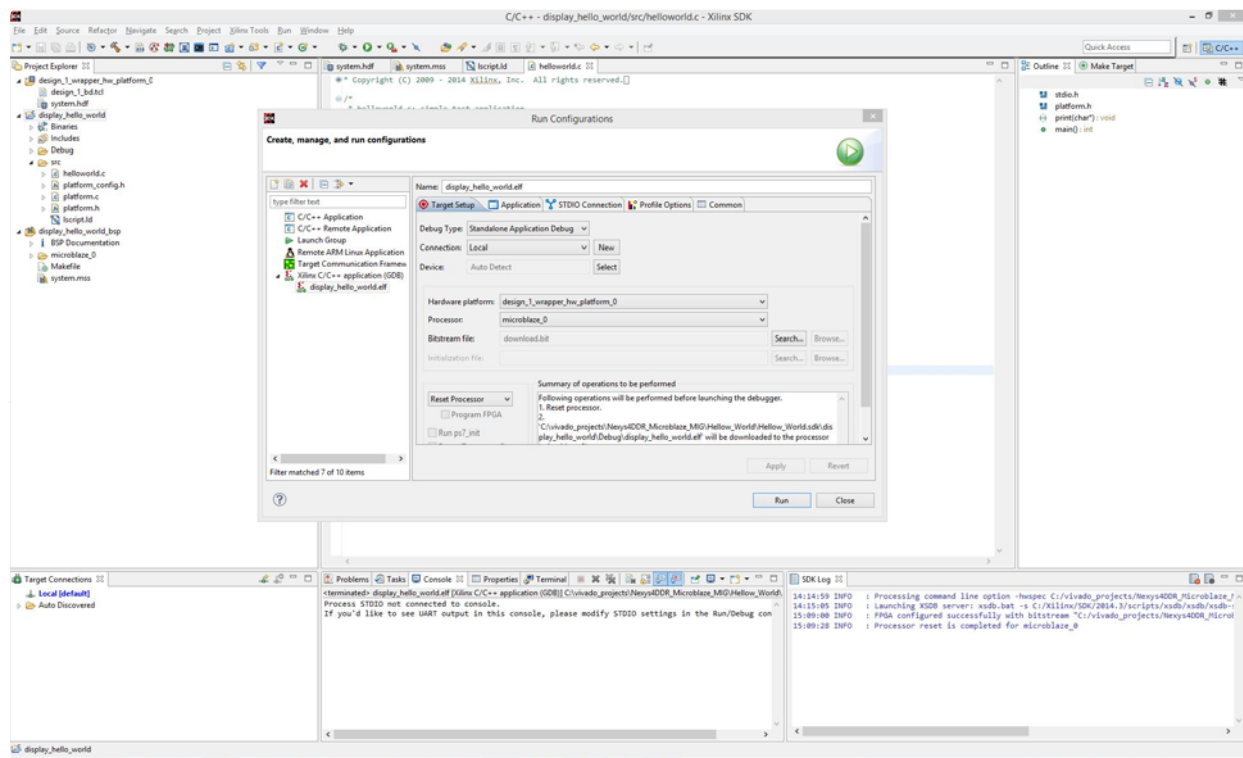 C/C++ - display_hello_world/src/helloworld.c - Xilinx SDK
File Edit Source Refactor Navigate Search Project Xilinx Tools Run Window Help
Quick Access
C/C++
Project Explorer
design_1_wrapper_hw_platform_0
design_1_bd.tcl
system.hdf
display_hello_world
Binaries
Includes
Debug
src
helloworld.c
platform_config.h
platform.c
platform.h
lscript.ld
display_hello_world_bsp
BSP Documentation
microblaze_0
Makefile
system.mss
system.hdf system.mss lscript.ld helloworld.c
* Copyright (C) 2009 - 2014 Xilinx, Inc. All rights reserved.
/*
* helloworld.c: simple test application
Outline Make Target
stdio.h
platform.h
print(char*) : void
main() : int
Run Configurations
Create, manage, and run configurations
type filter text
C/C++ Application
C/C++ Remote Application
Launch Group
Remote ARM Linux Application
Target Communication Framew
Xilinx C/C++ application (GDB)
display_hello_world.elf
Filter matched 7 of 10 items
Name: display_hello_world.elf
Target Setup Application STDIO Connection Profile Options Common
Debug Type: Standalone Application Debug
Connection: Local New
Device: Auto Detect Select
Hardware platform: design_1_wrapper_hw_platform_0
Processor: microblaze_0
Bitstream file: download.bit Search... Browse...
Initialization file: Search... Browse...
Reset Processor
Program FPGA
Run ps7_init
Summary of operations to be performed
Following operations will be performed before launching the debugger.
1. Reset processor.
2.
'C:\vivado_projects\Nexys4DDR_Microblaze_MIG\Hellow_World\Hellow_World.sdk\dis
play_hello_world\Debug\display_hello_world.elf' will be downloaded to the processor
Apply Revert
Run Close
Target Connections
Local [default]
Auto Discovered
Problems Tasks Console Properties Terminal
<terminated> display_hello_world.elf [Xilinx C/C++ application (GDB)] C:\vivado_projects\Nexys4DDR_Microblaze_MIG\Hellow_World\
Process STDIO not connected to console.
If you'd like to see UART output in this console, please modify STDIO settings in the Run/Debug con
SDK Log
14:14:59 INFO : Processing command line option -hwspec C:/vivado_projects/Nexys4DDR_Microblaze_M
15:14:05 INFO : Launching XSDB server: xsdb.bat -s C:/Xilinx/SDK/2014.3/scripts/xsdb/xsdb/xsdb-
15:09:00 INFO : FPGA configured successfully with bitstream "C:/vivado_projects/Nexys4DDR_Microl
15:09:28 INFO : Processor reset is completed for microblaze_0
display_hello_world